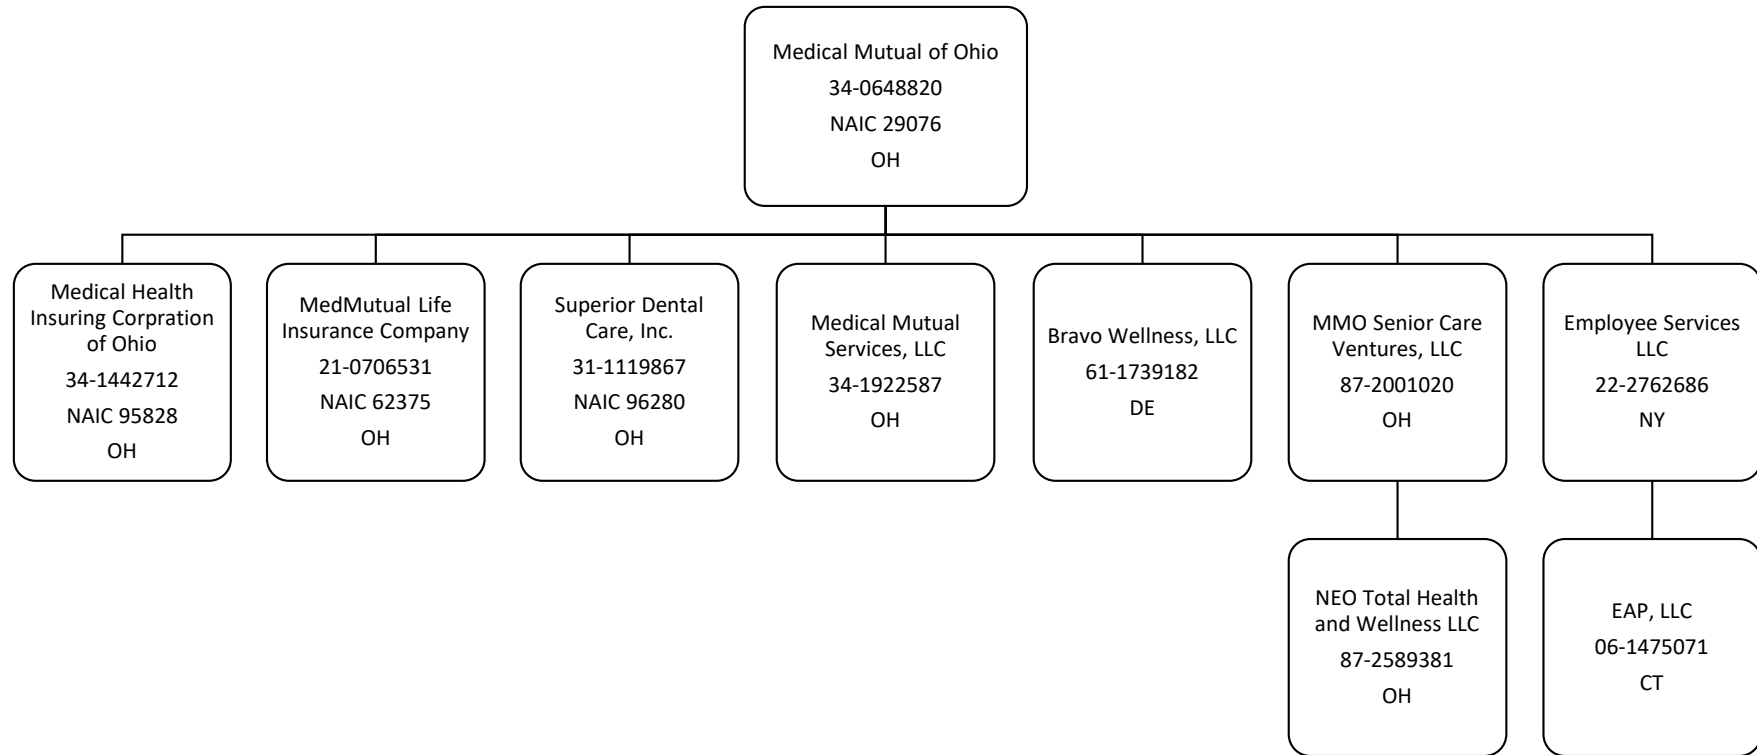 Medical Mutual of Ohio
34-0648820
NAIC 29076
OH
Medical Health
Insuring Corpration
of Ohio
34-1442712
NAIC 95828
OH
MedMutual Life
Insurance Company
21-0706531
NAIC 62375
OH
Superior Dental
Care, Inc.
31-1119867
NAIC 96280
OH
Medical Mutual
Services, LLC
34-1922587
OH
Bravo Wellness, LLC
61-1739182
DE
MMO Senior Care
Ventures, LLC
87-2001020
OH
Employee Services
LLC
22-2762686
NY
NEO Total Health
and Wellness LLC
87-2589381
OH
EAP, LLC
06-1475071
CT